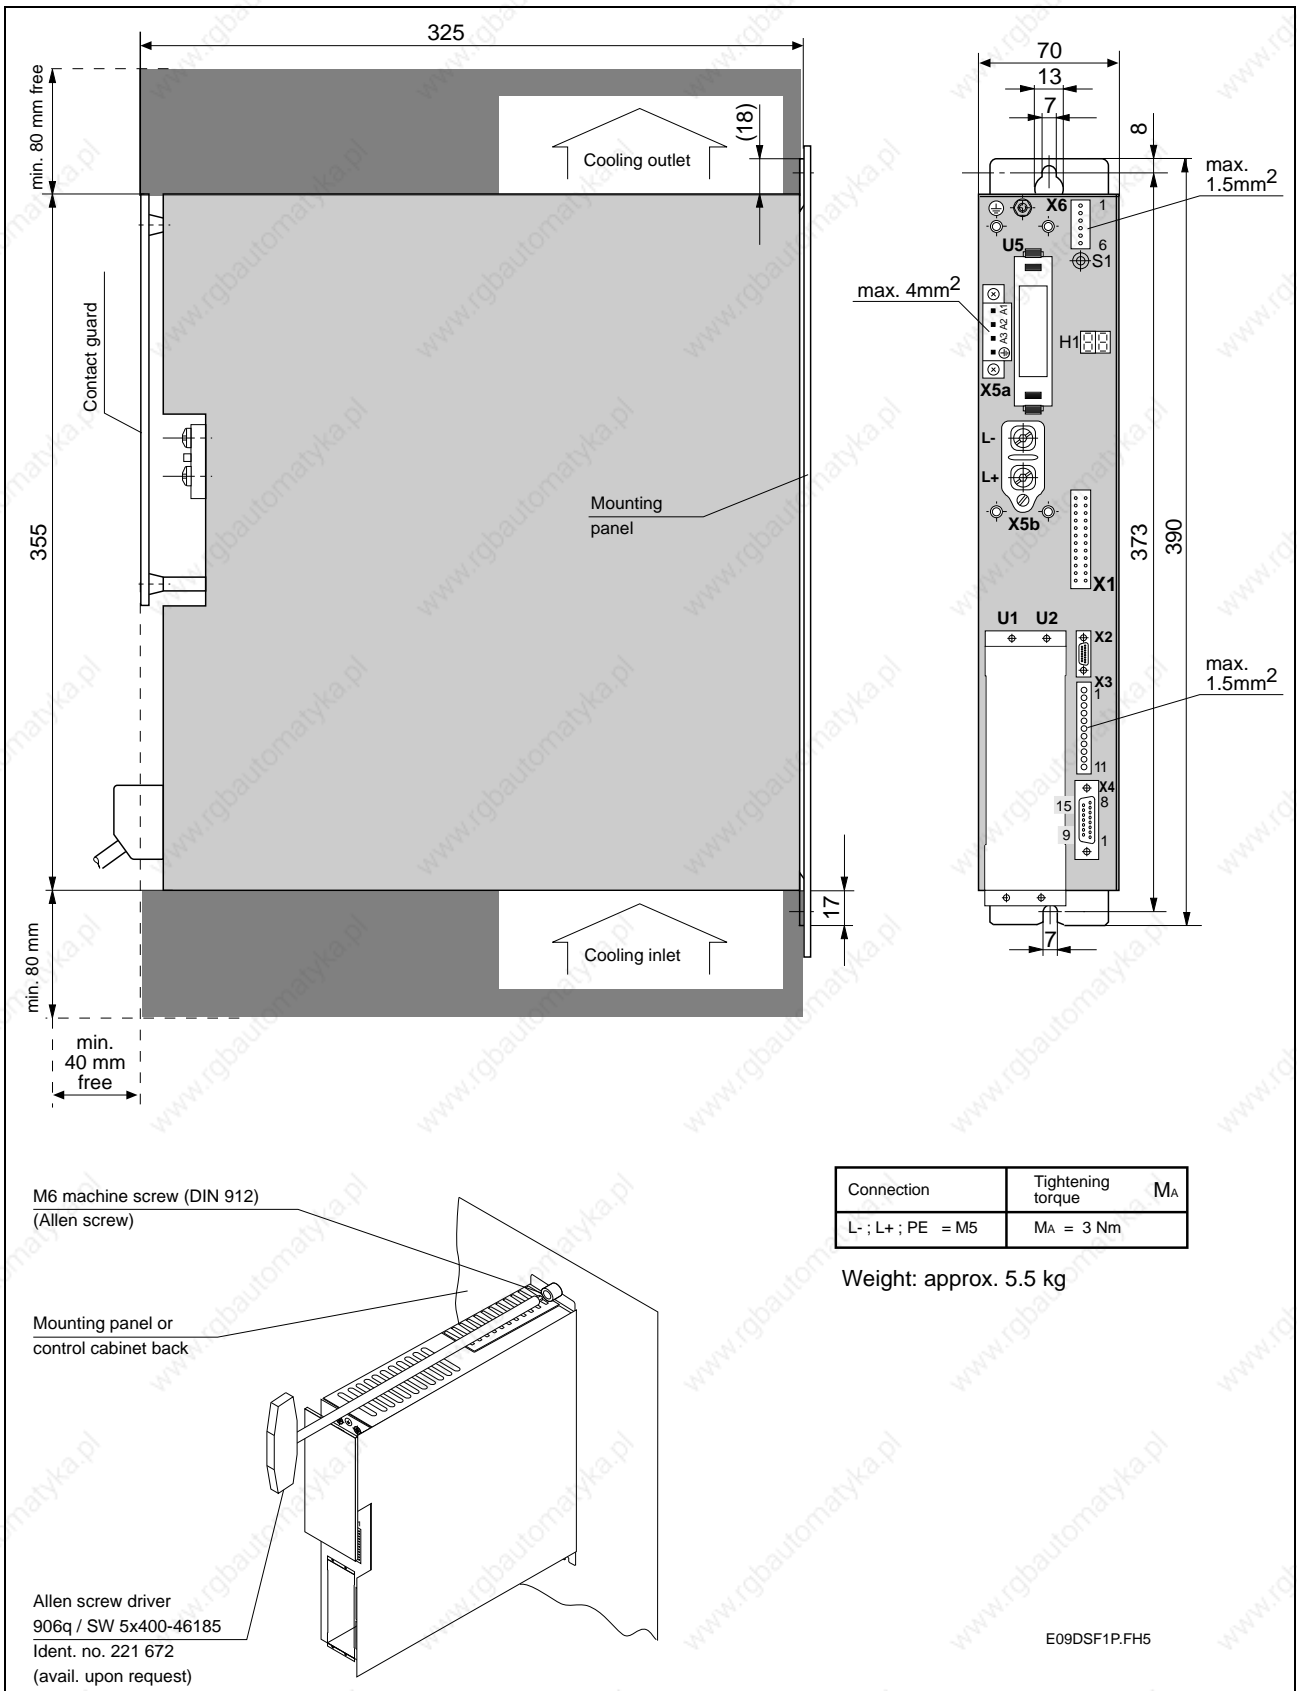 325
min. 80 mm free
(18)
Cooling outlet
Contact guard
355
Mounting
panel
17
Cooling inlet
min. 80 mm
min.
40 mm
free
70
13
7
8
max.
1.5mm2
X6
1
6
U5
S1
max. 4mm2
A1
A2
A3
H1
X5a
L-
L+
X5b
373
390
X1
U1 U2
X2
X3
1
max.
1.5mm2
11
X4
15 8
9 1
7
M6 machine screw (DIN 912)
(Allen screw)
Mounting panel or
control cabinet back
Allen screw driver
906q / SW 5x400-46185
Ident. no. 221 672
(avail. upon request)
Connection Tightening torque MA
L- ; L+ ; PE = M5 MA = 3 Nm
Weight: approx. 5.5 kg
E09DSF1P.FH5
www.rgbautomatyka.pl